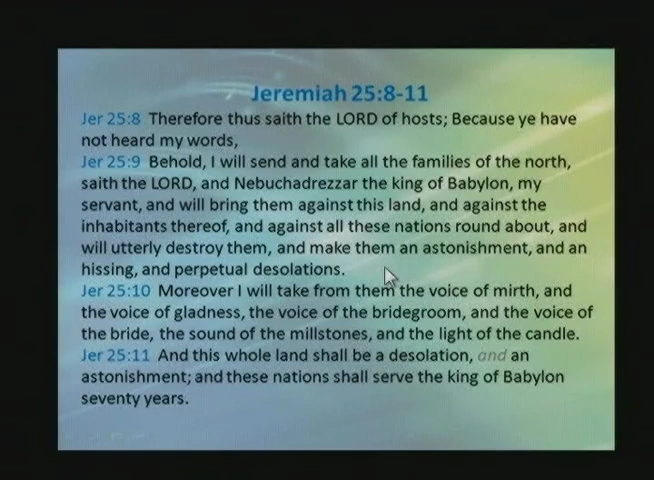 Jeremiah 25:8-11
Jer 25:8 Therefore thus saith the LORD of hosts; Because ye have
not heard my words,
Jer 25:9 Behold, I will send and take all the families of the north,
saith the LORD, and Nebuchadrezzar the king of Babylon, my
servant, and will bring them against this land, and against the
inhabitants thereof, and against all these nations round about, and
will utterly destroy them, and make them an astonishment, and an
hissing, and perpetual desolations.
Jer 25:10 Moreover I will take from them the voice of mirth, and
the voice of gladness, the voice of the bridegroom, and the voice of
the bride, the sound of the millstones, and the light of the candle.
Jer 25:11 And this whole land shall be a desolation, and an
astonishment; and these nations shall serve the king of Babylon
seventy years.